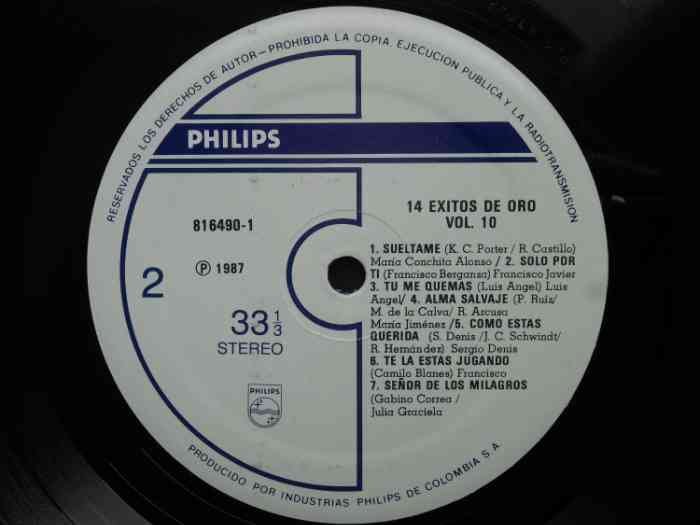 RESERVADOS LOS DERECHOS DE AUTOR - PROHIBIDA LA COPIA, EJECUCION PUBLICA Y LA RADIOTRANSMISION
PHILIPS
816490-1
Ⓟ 1987
2
33 1/3
STEREO
PHILIPS
14 EXITOS DE ORO
VOL. 10
1. SUELTAME (K. C. Porter / R. Castillo)
María Conchita Alonso / 2. SOLO POR
TI (Francisco Bergansa) Francisco Javier
3. TU ME QUEMAS (Luis Angel) Luis
Angel/ 4. ALMA SALVAJE (P. Ruíz/
M. de la Calva/ R. Arcusa
María Jiménez /5. COMO ESTAS
QUERIDA (S. Denis /J. C. Schwindt/
R. Hernández) Sergio Denis
6. TE LA ESTAS JUGANDO
(Camilo Blanes) Francisco
7. SEÑOR DE LOS MILAGROS
(Gabino Correa /
Julia Graciela
PRODUCIDO POR INDUSTRIAS PHILIPS DE COLOMBIA S.A.